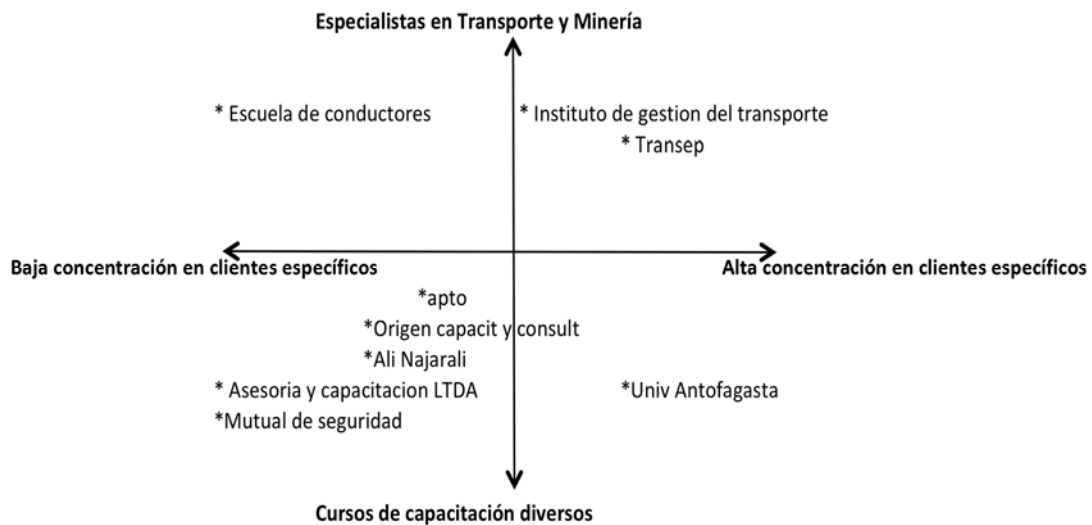 Especialistas en Transporte y Minería
* Escuela de conductores
* Instituto de gestion del transporte
* Transep
Baja concentración en clientes específicos
Alta concentración en clientes específicos
*apto
*Origen capacit y consult
*Ali Najarali
* Asesoria y capacitacion LTDA
*Univ Antofagasta
*Mutual de seguridad
Cursos de capacitación diversos